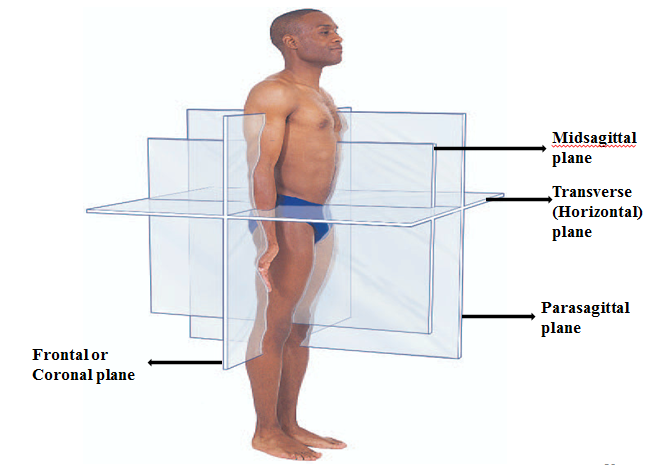 Midsagittal
plane
Transverse
(Horizontal)
plane
Parasagittal
plane
Frontal or
Coronal plane